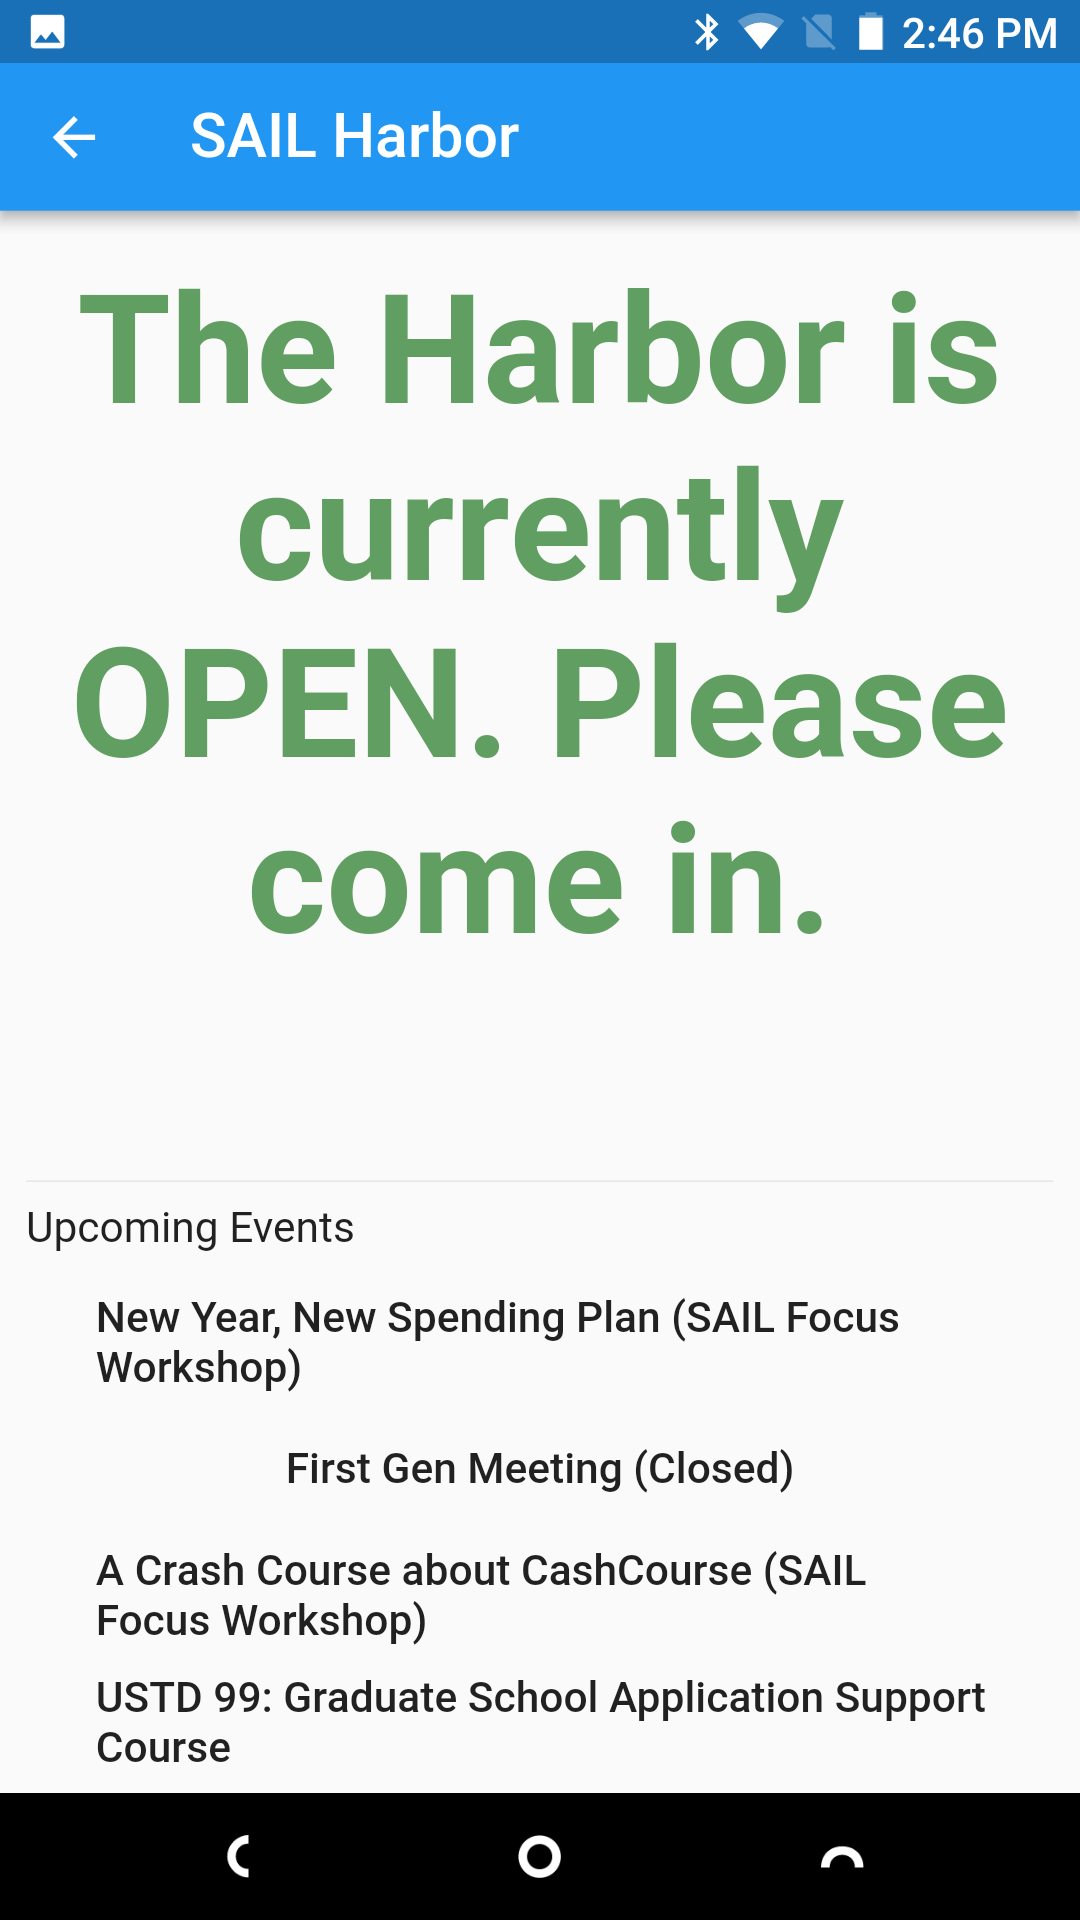 2:46 PM
SAIL Harbor
The Harbor is
currently
OPEN. Please
come in.
Upcoming Events
New Year, New Spending Plan (SAIL Focus
Workshop)
First Gen Meeting (Closed)
A Crash Course about CashCourse (SAIL
Focus Workshop)
USTD 99: Graduate School Application Support
Course